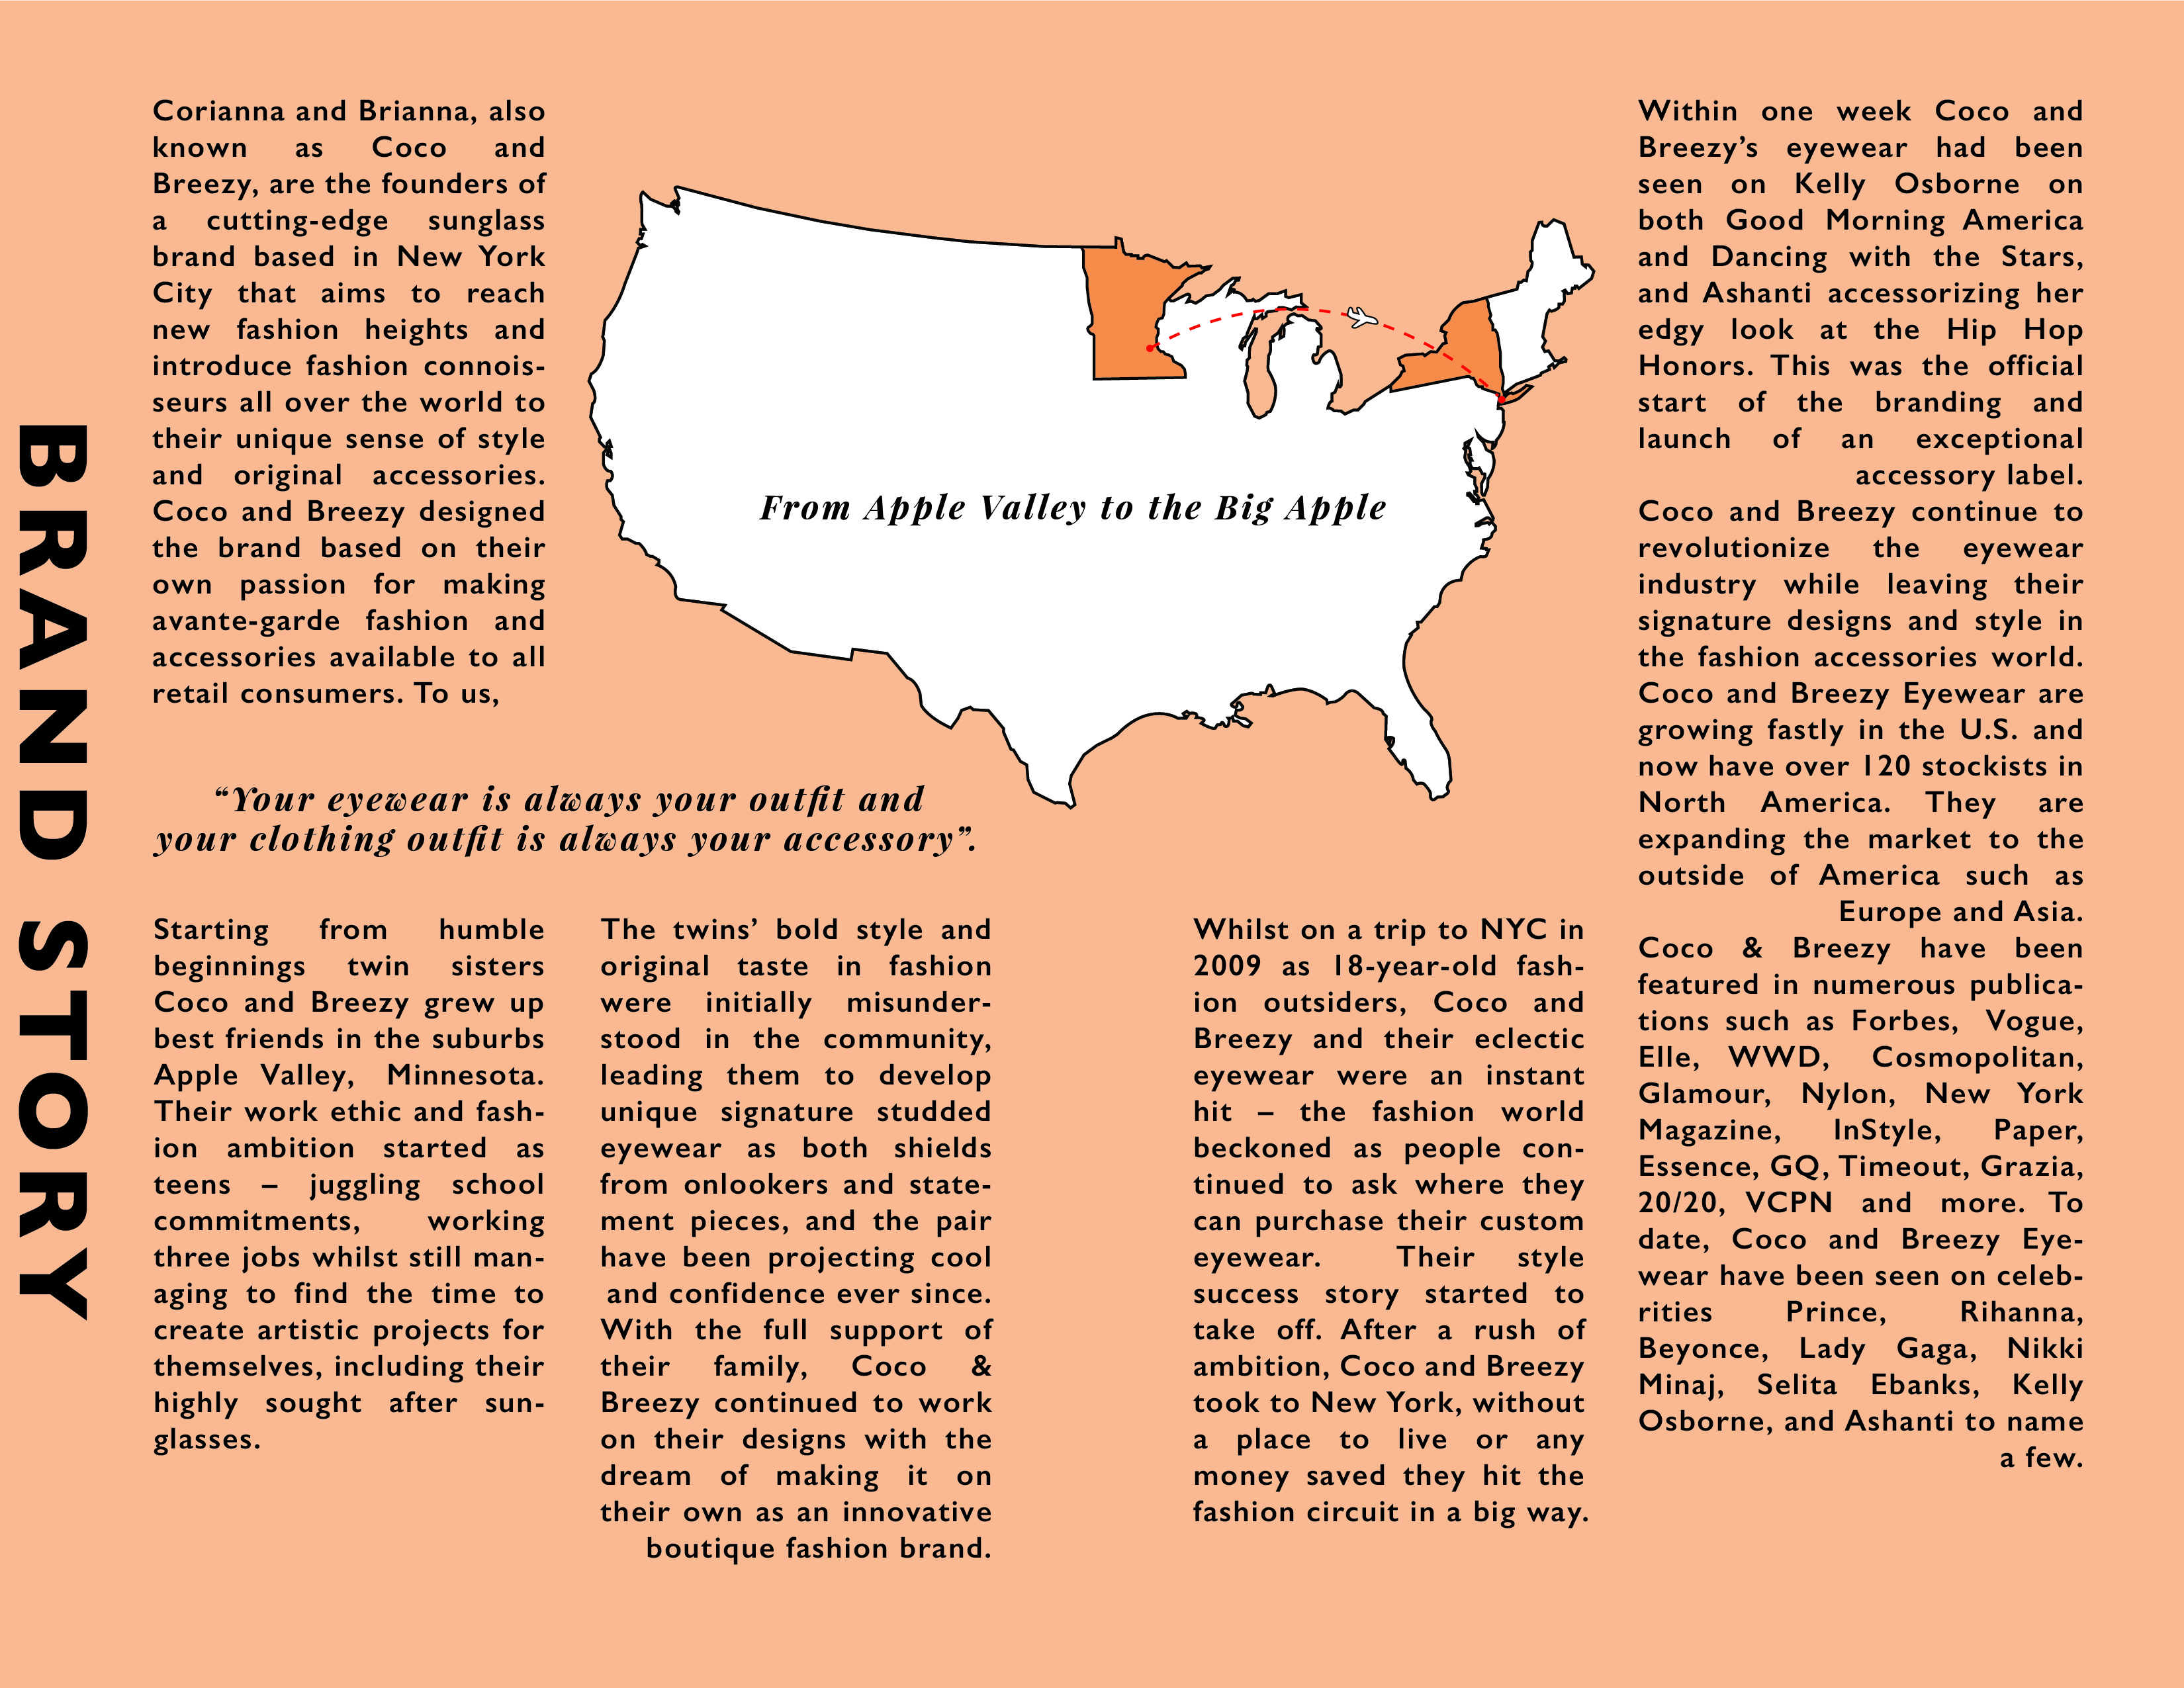 BRAND STORY
Corianna and Brianna, also
known as Coco and
Breezy, are the founders of
a cutting-edge sunglass
brand based in New York
City that aims to reach
new fashion heights and
introduce fashion connois-
seurs all over the world to
their unique sense of style
and original accessories.
Coco and Breezy designed
the brand based on their
own passion for making
avante-garde fashion and
accessories available to all
retail consumers. To us,
“Your eyewear is always your outfit and
your clothing outfit is always your accessory”.
From Apple Valley to the Big Apple
Starting from humble
beginnings twin sisters
Coco and Breezy grew up
best friends in the suburbs
Apple Valley, Minnesota.
Their work ethic and fash-
ion ambition started as
teens – juggling school
commitments, working
three jobs whilst still man-
aging to find the time to
create artistic projects for
themselves, including their
highly sought after sun-
glasses.
The twins’ bold style and
original taste in fashion
were initially misunder-
stood in the community,
leading them to develop
unique signature studded
eyewear as both shields
from onlookers and state-
ment pieces, and the pair
have been projecting cool
and confidence ever since.
With the full support of
their family, Coco &
Breezy continued to work
on their designs with the
dream of making it on
their own as an innovative
boutique fashion brand.
Whilst on a trip to NYC in
2009 as 18-year-old fash-
ion outsiders, Coco and
Breezy and their eclectic
eyewear were an instant
hit – the fashion world
beckoned as people con-
tinued to ask where they
can purchase their custom
eyewear. Their style
success story started to
take off. After a rush of
ambition, Coco and Breezy
took to New York, without
a place to live or any
money saved they hit the
fashion circuit in a big way.
Within one week Coco and
Breezy’s eyewear had been
seen on Kelly Osborne on
both Good Morning America
and Dancing with the Stars,
and Ashanti accessorizing her
edgy look at the Hip Hop
Honors. This was the official
start of the branding and
launch of an exceptional
accessory label.
Coco and Breezy continue to
revolutionize the eyewear
industry while leaving their
signature designs and style in
the fashion accessories world.
Coco and Breezy Eyewear are
growing fastly in the U.S. and
now have over 120 stockists in
North America. They are
expanding the market to the
outside of America such as
Europe and Asia.
Coco & Breezy have been
featured in numerous publica-
tions such as Forbes, Vogue,
Elle, WWD, Cosmopolitan,
Glamour, Nylon, New York
Magazine, InStyle, Paper,
Essence, GQ, Timeout, Grazia,
20/20, VCPN and more. To
date, Coco and Breezy Eye-
wear have been seen on celeb-
rities Prince, Rihanna,
Beyonce, Lady Gaga, Nikki
Minaj, Selita Ebanks, Kelly
Osborne, and Ashanti to name
a few.